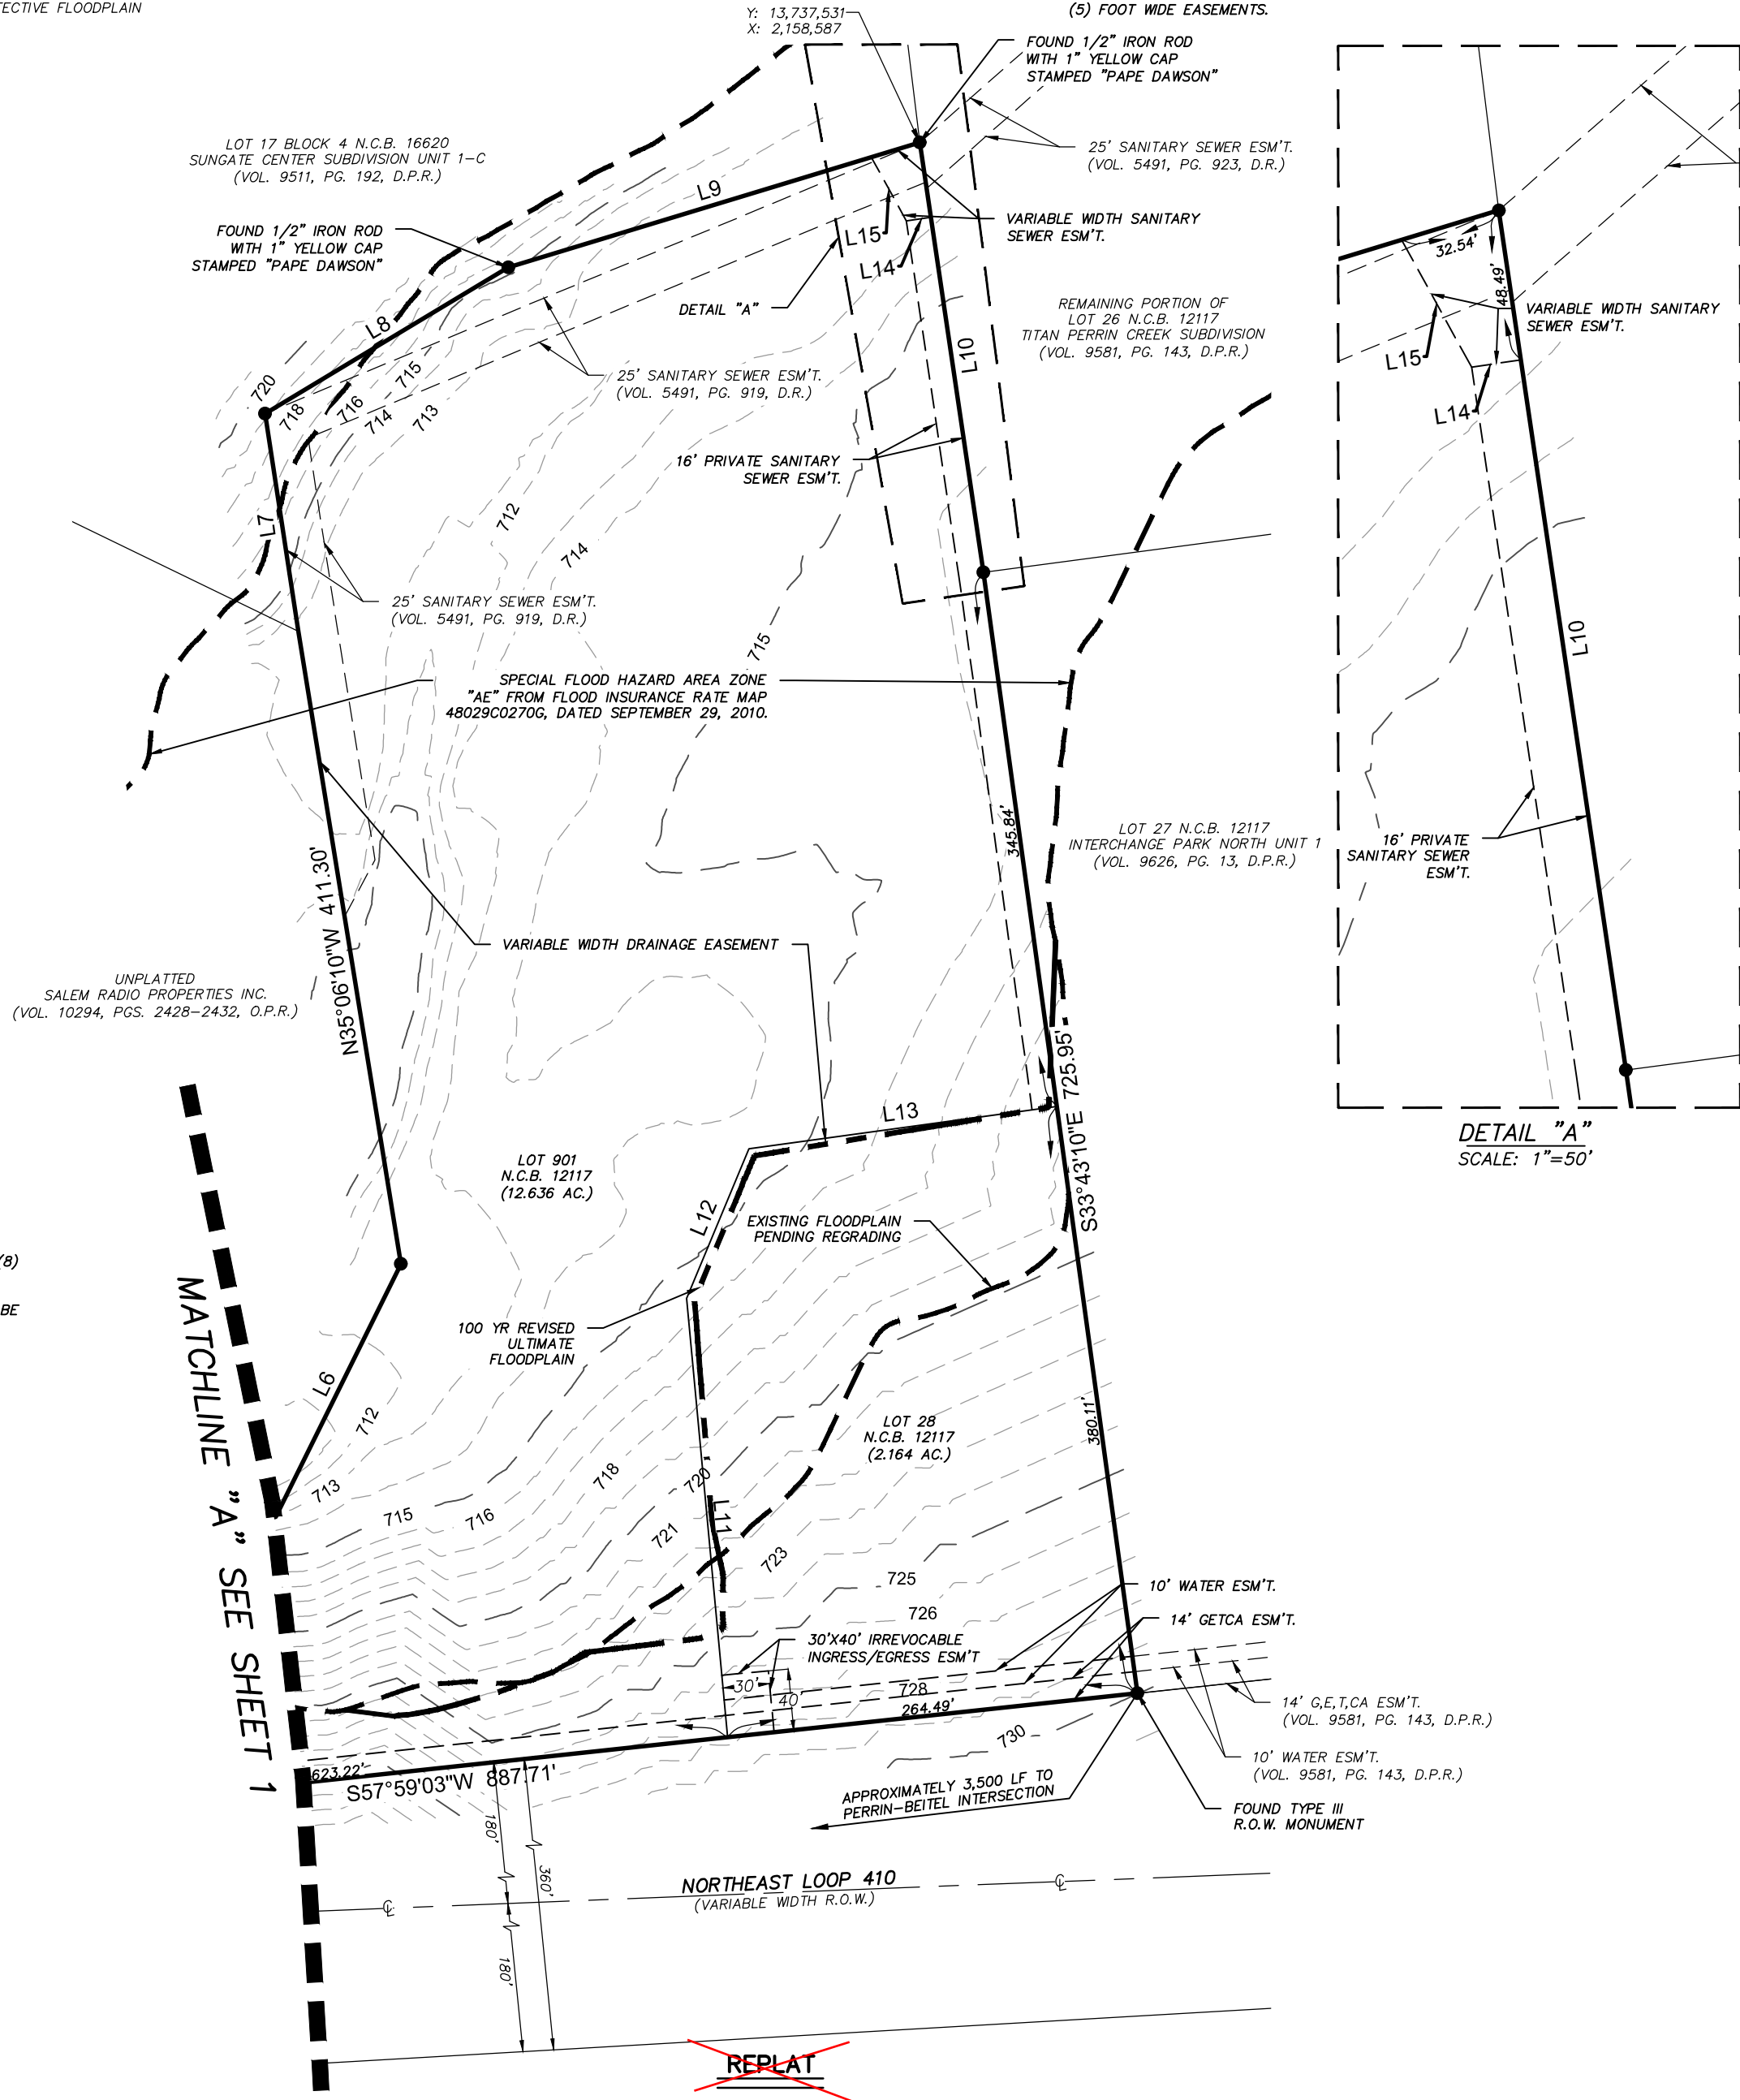 ECTIVE FLOODPLAIN
Y: 13,737,531
X: 2,158,587
(5) FOOT WIDE EASEMENTS.
FOUND 1/2" IRON ROD
WITH 1" YELLOW CAP
STAMPED "PAPE DAWSON"
LOT 17 BLOCK 4 N.C.B. 16620
SUNGATE CENTER SUBDIVISION UNIT 1-C
(VOL. 9511, PG. 192, D.P.R.)
25' SANITARY SEWER ESM'T.
(VOL. 5491, PG. 923, D.R.)
L9
FOUND 1/2" IRON ROD
WITH 1" YELLOW CAP
STAMPED "PAPE DAWSON"
VARIABLE WIDTH SANITARY
SEWER ESM'T.
L15
L14
DETAIL "A"
REMAINING PORTION OF
LOT 26 N.C.B. 12117
TITAN PERRIN CREEK SUBDIVISION
(VOL. 9581, PG. 143, D.P.R.)
L8
L10
720
718
716
715
714
713
25' SANITARY SEWER ESM'T.
(VOL. 5491, PG. 919, D.R.)
16' PRIVATE SANITARY
SEWER ESM'T.
L7
712
714
25' SANITARY SEWER ESM'T.
(VOL. 5491, PG. 919, D.R.)
715
SPECIAL FLOOD HAZARD AREA ZONE
"AE" FROM FLOOD INSURANCE RATE MAP
48029C0270G, DATED SEPTEMBER 29, 2010.
345.84'
LOT 27 N.C.B. 12117
INTERCHANGE PARK NORTH UNIT 1
(VOL. 9626, PG. 13, D.P.R.)
N35°06'10"W 411.30'
VARIABLE WIDTH DRAINAGE EASEMENT
UNPLATTED
SALEM RADIO PROPERTIES INC.
(VOL. 10294, PGS. 2428-2432, O.P.R.)
S33°43'10"E 725.95'
L13
LOT 901
N.C.B. 12117
(12.636 AC.)
L12
EXISTING FLOODPLAIN
PENDING REGRADING
(8)
BE
100 YR REVISED
ULTIMATE
FLOODPLAIN
MATCHLINE "A" SEE SHEET 1
L6
712
713
715
716
718
720
721
723
725
726
728
730
L11
LOT 28
N.C.B. 12117
(2.164 AC.)
380.11'
10' WATER ESM'T.
14' GETCA ESM'T.
30'X40' IRREVOCABLE
INGRESS/EGRESS ESM'T
30'
40'
264.49'
14' G,E,T,CA ESM'T.
(VOL. 9581, PG. 143, D.P.R.)
10' WATER ESM'T.
(VOL. 9581, PG. 143, D.P.R.)
623.22'
S57°59'03"W 887.71'
APPROXIMATELY 3,500 LF TO
PERRIN-BEITEL INTERSECTION
FOUND TYPE III
R.O.W. MONUMENT
180'
360'
180'
NORTHEAST LOOP 410
(VARIABLE WIDTH R.O.W.)
REPLAT
32.54'
48.49'
VARIABLE WIDTH SANITARY
SEWER ESM'T.
L15
L14
L10
16' PRIVATE
SANITARY SEWER
ESM'T.
DETAIL "A"
SCALE: 1"=50'